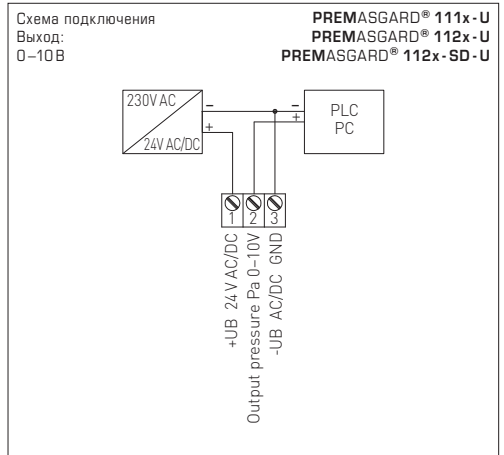 Схема подключения
Выход:
0–10 В
PREMASGARD® 111x - U
PREMASGARD® 112x - U
PREMASGARD® 112x - SD - U
230V AC
24V AC/DC
–
+
–
+
PLC
PC
1
2
3
+UB 24 V AC/DC
Output pressure Pa 0–10V
-UB AC/DC GND